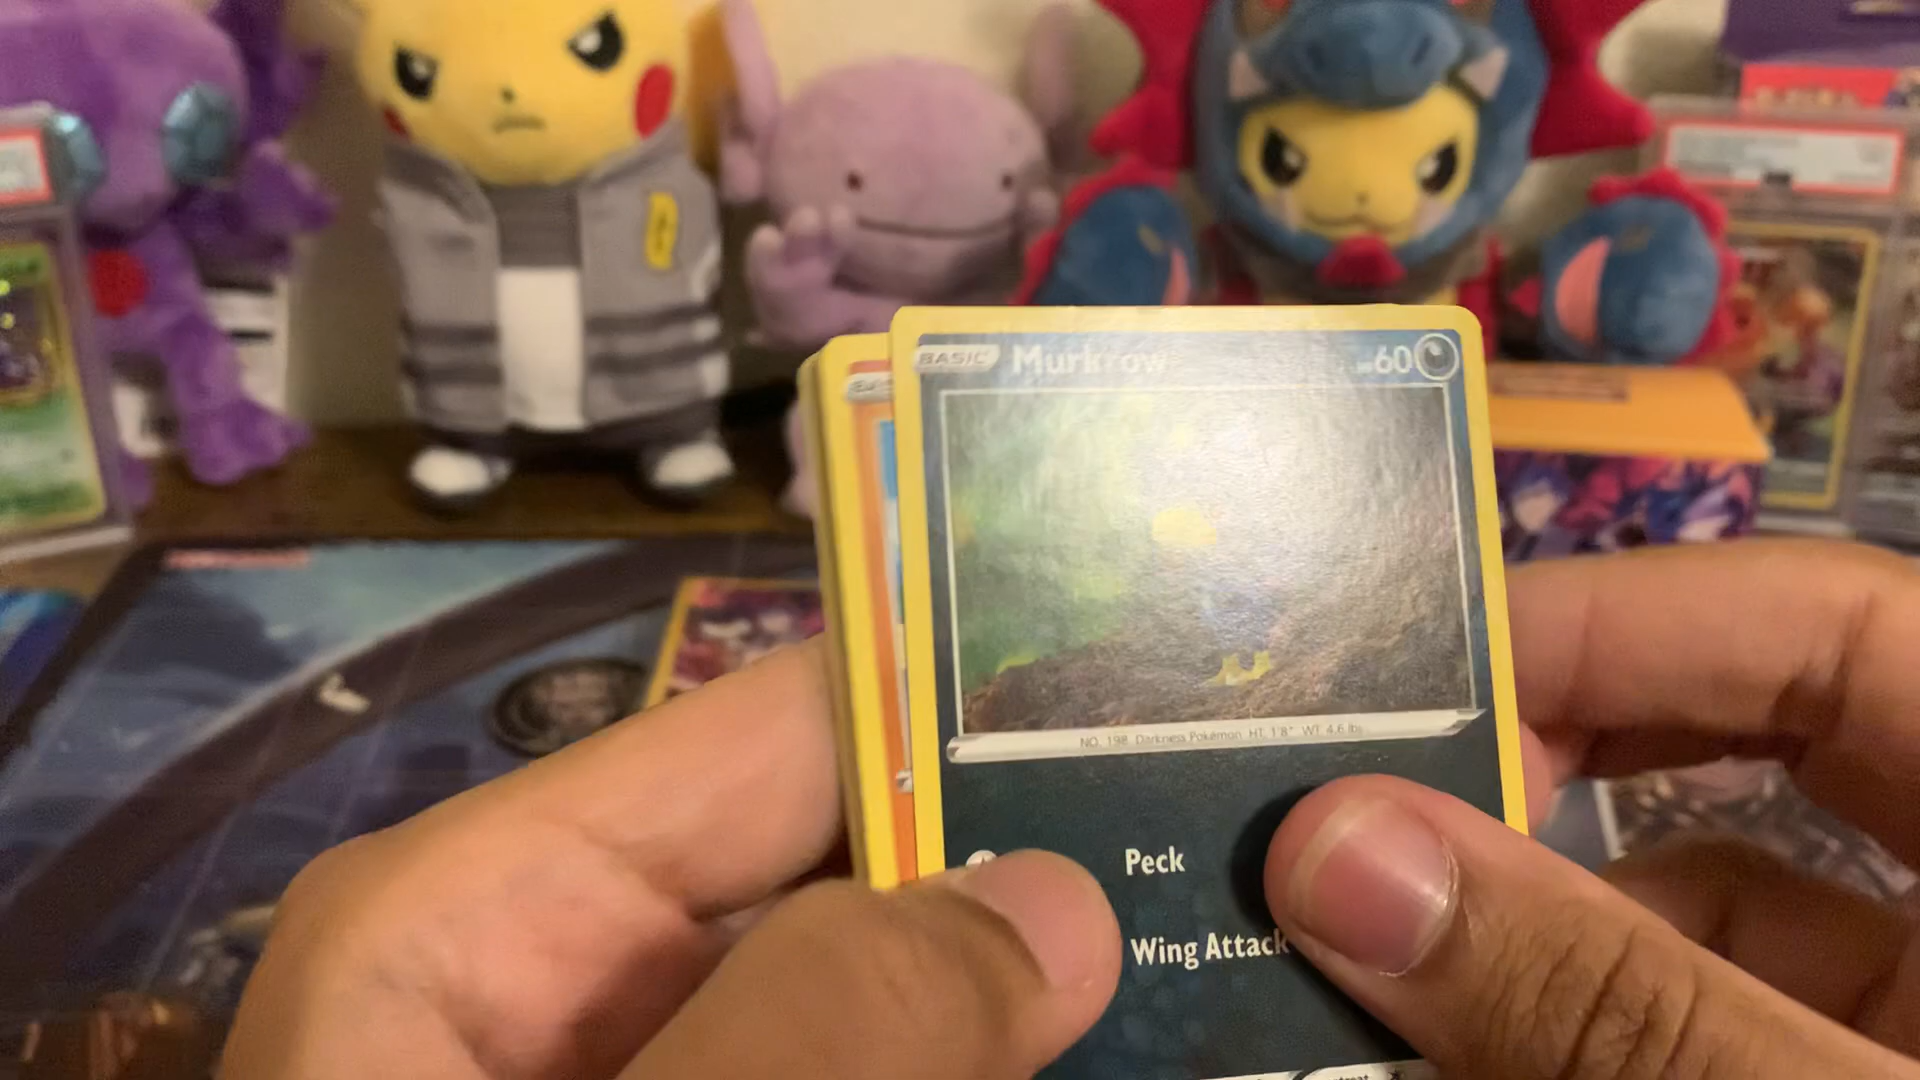 BASIC Murkrow 60
NO. 198 Darkness Pokémon HT. 1'8" WT. 4.6 lbs
Peck
Wing Attack